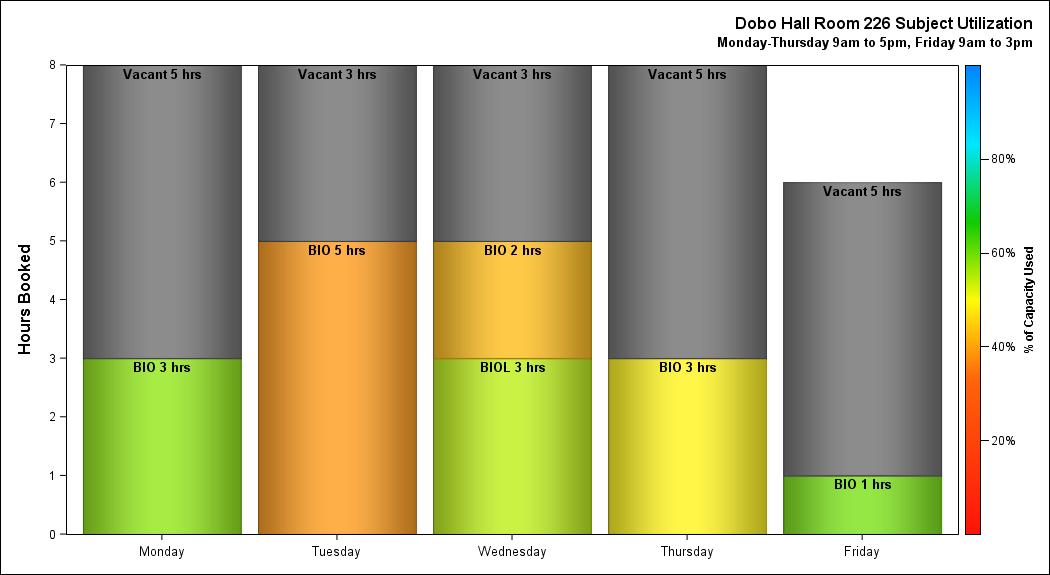 Dobo Hall Room 226 Subject Utilization
Monday-Thursday 9am to 5pm, Friday 9am to 3pm
Hours Booked
8
7
6
5
4
3
2
1
0
Vacant 5 hrs
BIO 3 hrs
Vacant 3 hrs
BIO 5 hrs
Vacant 3 hrs
BIO 2 hrs
BIOL 3 hrs
Vacant 5 hrs
BIO 3 hrs
Vacant 5 hrs
BIO 1 hrs
Monday
Tuesday
Wednesday
Thursday
Friday
80%
60%
40%
20%
% of Capacity Used